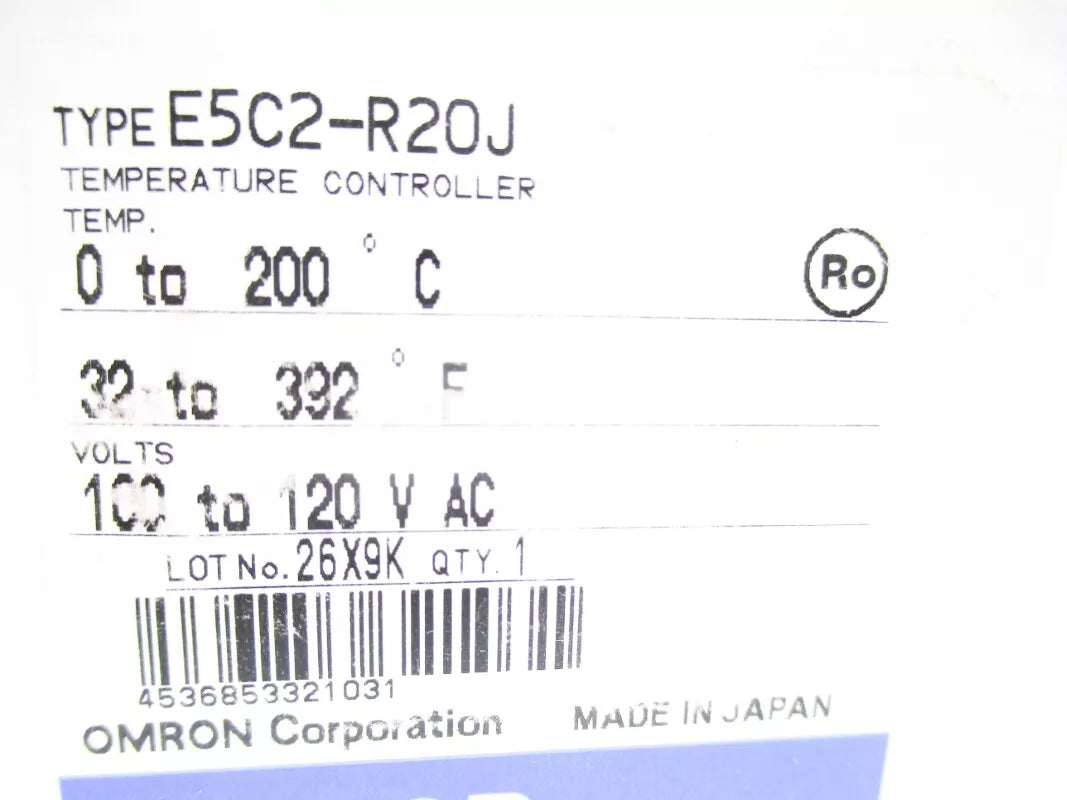 TYPE E5C2-R20J
TEMPERATURE CONTROLLER
TEMP.
0 to 200 ° C
Ro
32 to 392 ° F
VOLTS
100 to 120 V AC
LOT No. 26X9K QTY. 1
4536853321031
OMRON Corporation MADE IN JAPAN